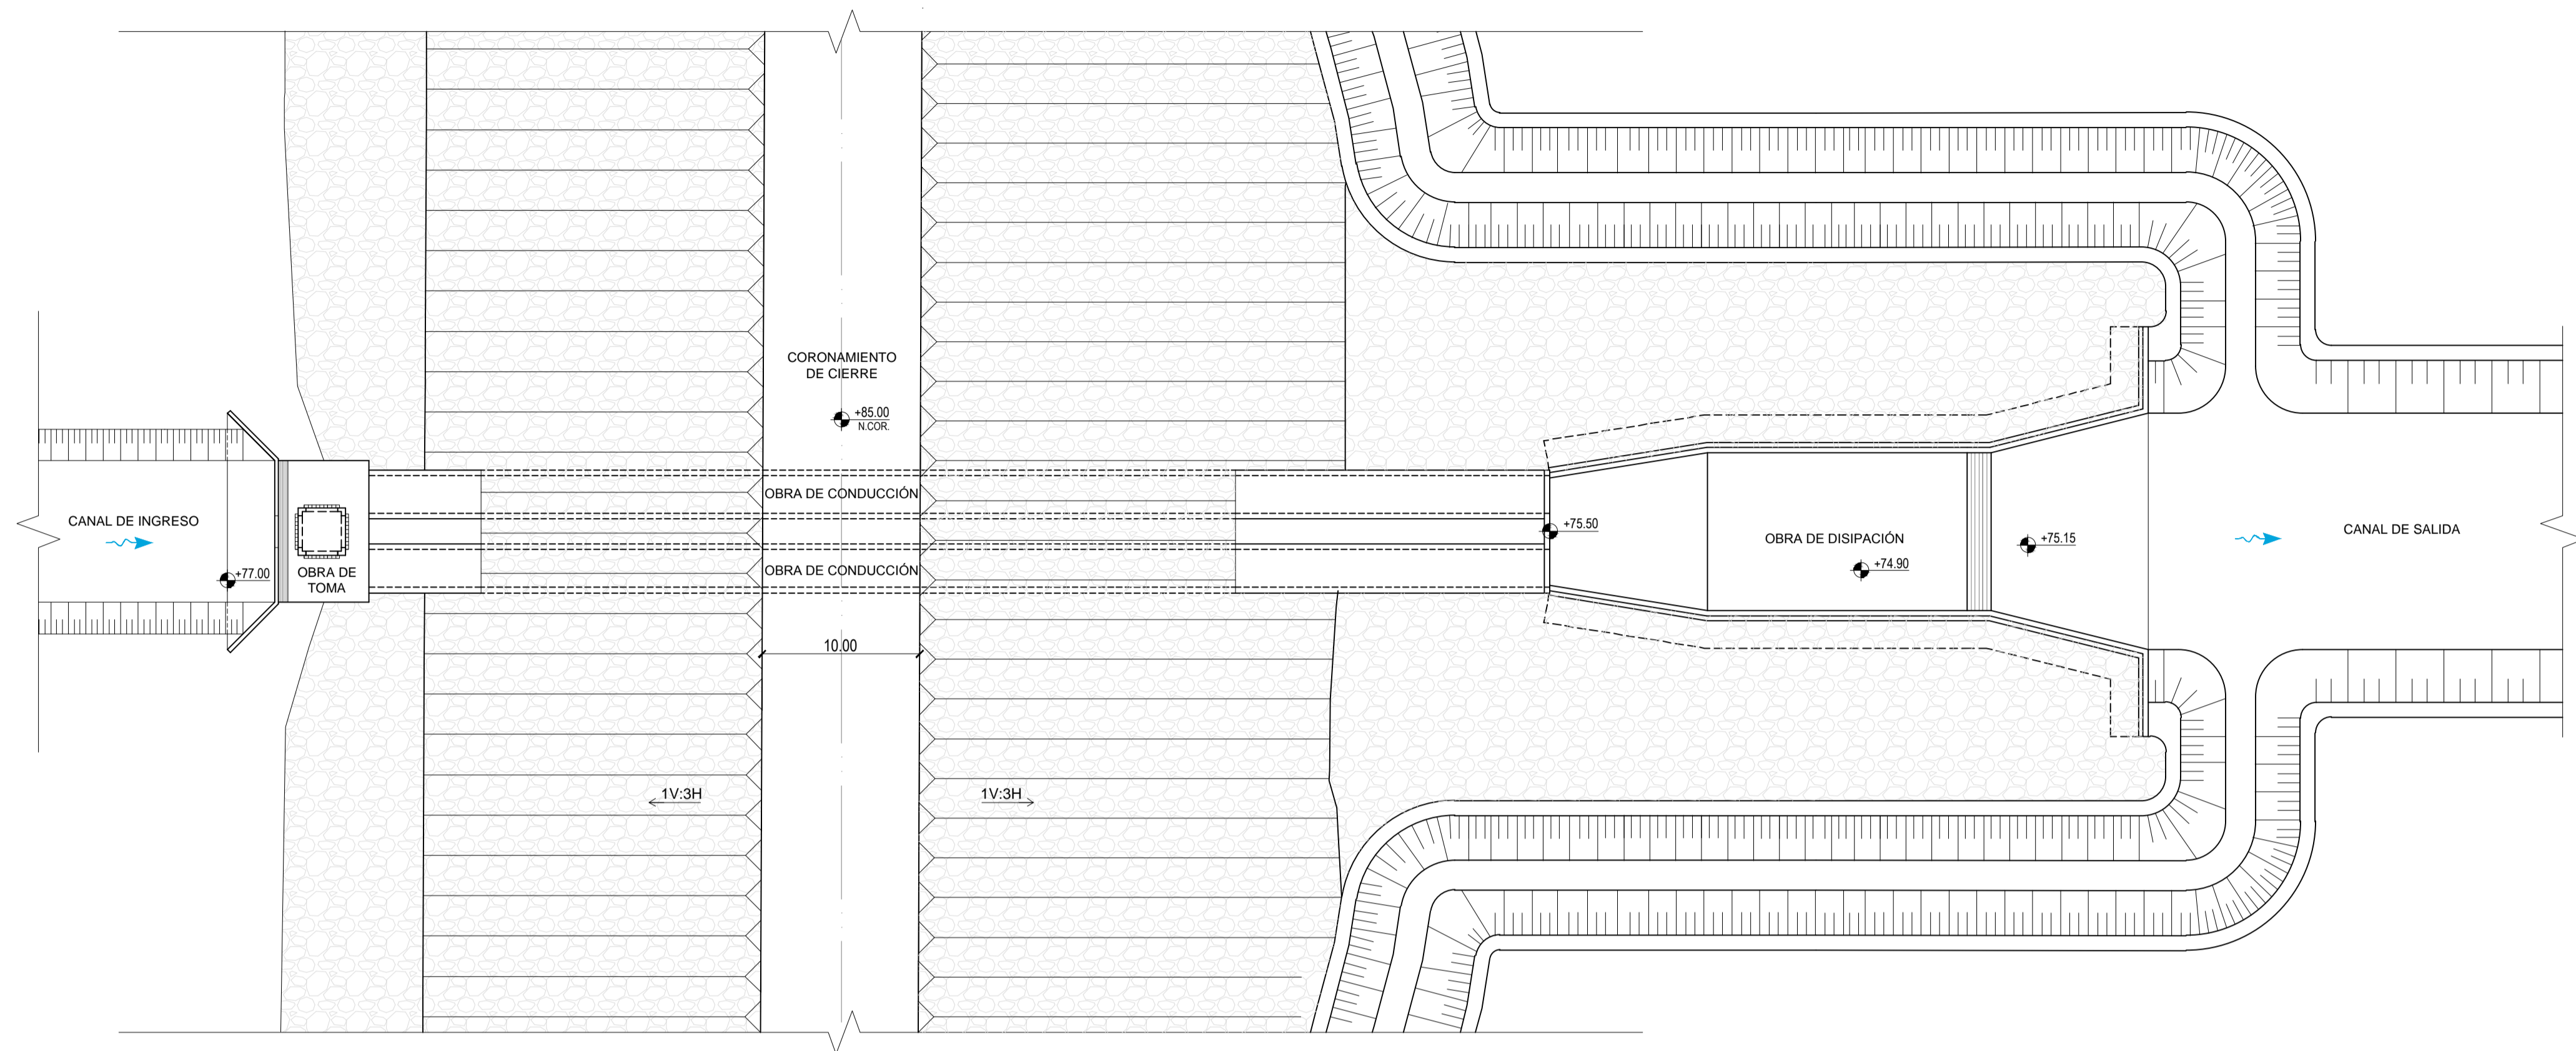 CORONAMIENTO
DE CIERRE
+85.00
N.COR.
OBRA DE CONDUCCIÓN
CANAL DE INGRESO
+75.50
CANAL DE SALIDA
OBRA DE DISIPACIÓN
+75.15
+74.90
+77.00
OBRA DE
TOMA
OBRA DE CONDUCCIÓN
10.00
1V:3H
1V:3H